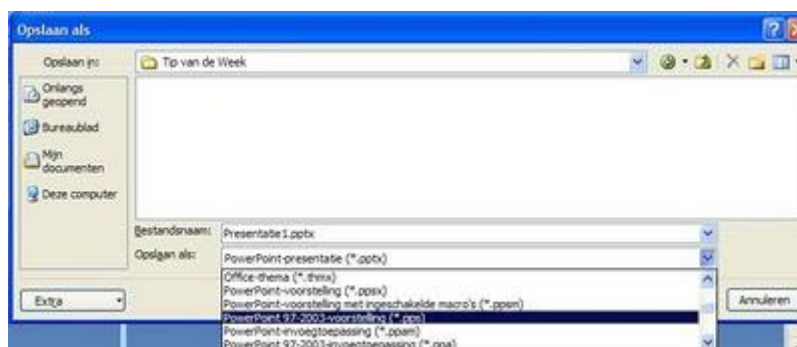 Opslaan als
Opslaan in:
Tip van de Week
Onlangs geopend
Bureaublad
Mijn documenten
Deze computer
Bestandsnaam:
Presentatie1.pptx
Opslaan als:
PowerPoint-presentatie (*.pptx)
Office-thema (*.thmx)
PowerPoint-voorstelling (*.ppsx)
PowerPoint-voorstelling met ingeschakelde macro's (*.ppsm)
PowerPoint 97-2003-voorstelling (*.pps)
PowerPoint-invoegtoepassing (*.ppam)
PowerPoint 97-2003-invoegtoepassing (*.ppa)
Extra
Annuleren